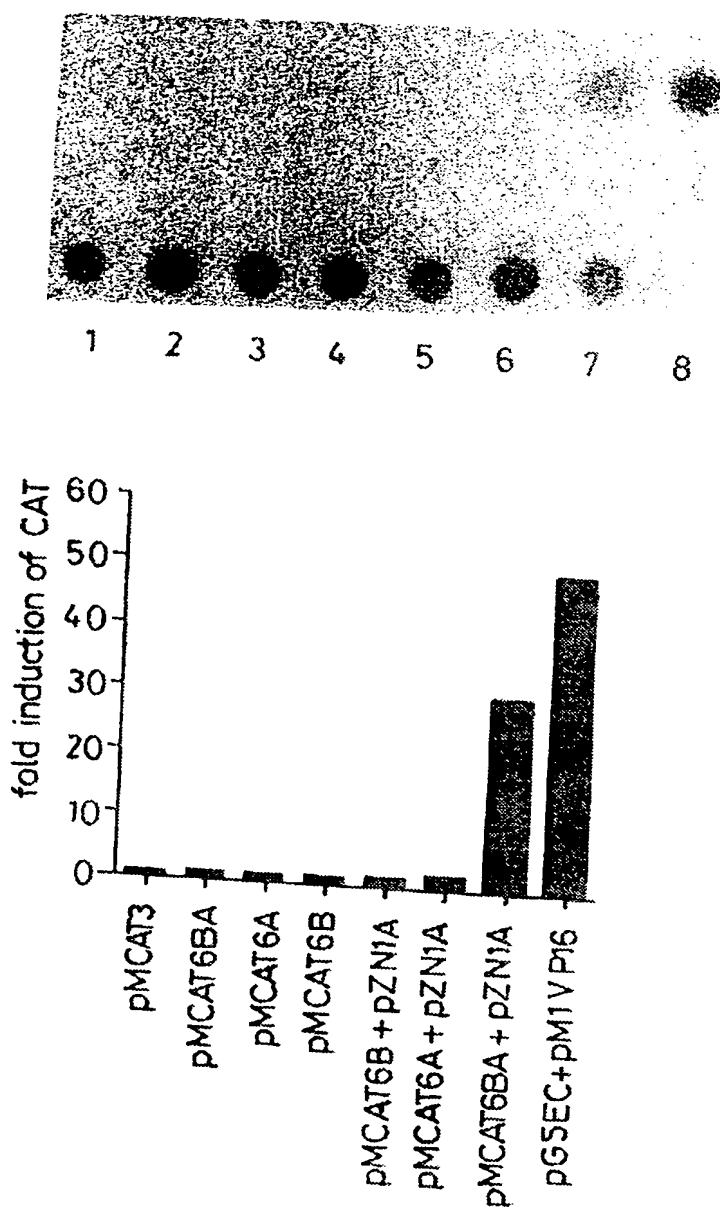 1 2 3 4 5 6 7 8
fold induction of CAT
60
50
40
30
20
10
0
pMCAT3
pMCAT6BA
pMCAT6A
pMCAT6B
pMCAT6B + pZN1A
pMCAT6A + pZN1A
pMCAT6BA + pZN1A
pG5EC + pM1VP16